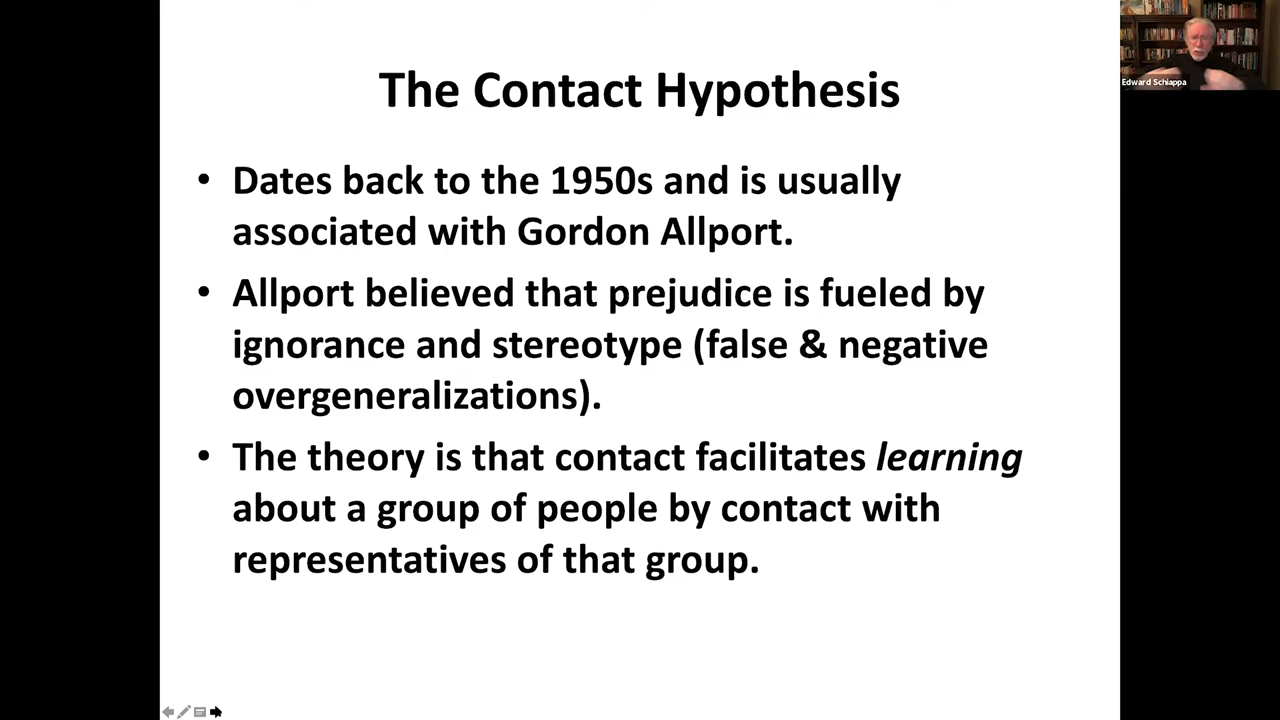 The Contact Hypothesis
• Dates back to the 1950s and is usually
associated with Gordon Allport.
• Allport believed that prejudice is fueled by
ignorance and stereotype (false & negative
overgeneralizations).
• The theory is that contact facilitates learning
about a group of people by contact with
representatives of that group.
Edward Schiappa